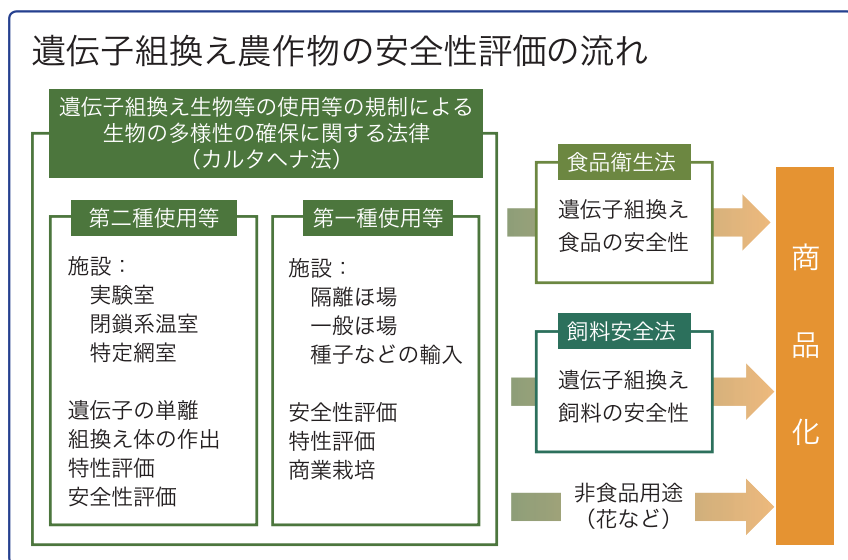 遺伝子組換え農作物の安全性評価の流れ
遺伝子組換え生物等の使用等の規制による
生物の多様性の確保に関する法律
（カルタヘナ法）
第二種使用等
施設：
実験室
閉鎖系温室
特定網室
遺伝子の単離
組換え体の作出
特性評価
安全性評価
第一種使用等
施設：
隔離ほ場
一般ほ場
種子などの輸入
安全性評価
特性評価
商業栽培
食品衛生法
遺伝子組換え
食品の安全性
飼料安全法
遺伝子組換え
飼料の安全性
非食品用途
（花など）
商品化